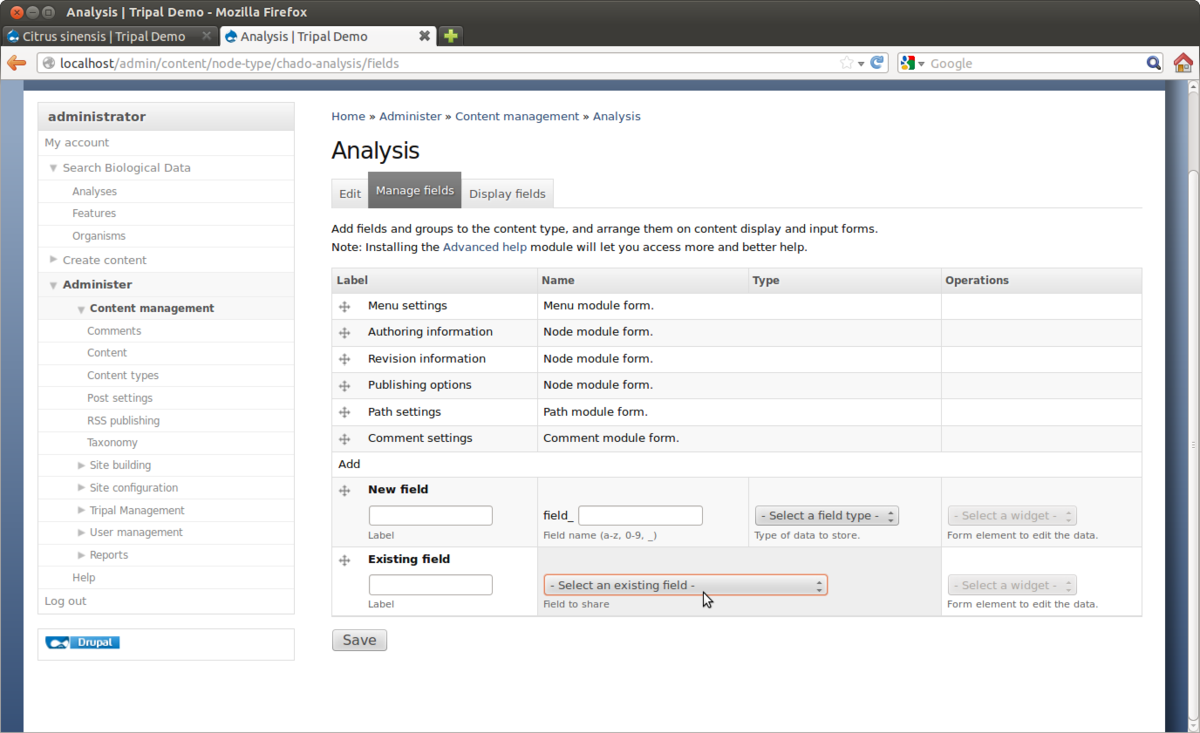 Analysis | Tripal Demo - Mozilla Firefox
Citrus sinensis | Tripal Demo
Analysis | Tripal Demo
localhost/admin/content/node-type/chado-analysis/fields
Google
administrator
My account
Search Biological Data
Analyses
Features
Organisms
Create content
Administer
Content management
Comments
Content
Content types
Post settings
RSS publishing
Taxonomy
Site building
Site configuration
Tripal Management
User management
Reports
Help
Log out
Drupal
Home » Administer » Content management » Analysis
Analysis
Edit Manage fields Display fields
Add fields and groups to the content type, and arrange them on content display and input forms.
Note: Installing the Advanced help module will let you access more and better help.
Label Name Type Operations
Menu settings Menu module form.
Authoring information Node module form.
Revision information Node module form.
Publishing options Node module form.
Path settings Path module form.
Comment settings Comment module form.
Add
New field
field_ - Select a field type - - Select a widget -
Label Field name (a-z, 0-9, _) Type of data to store. Form element to edit the data.
Existing field
- Select an existing field - - Select a widget -
Label Field to share Form element to edit the data.
Save